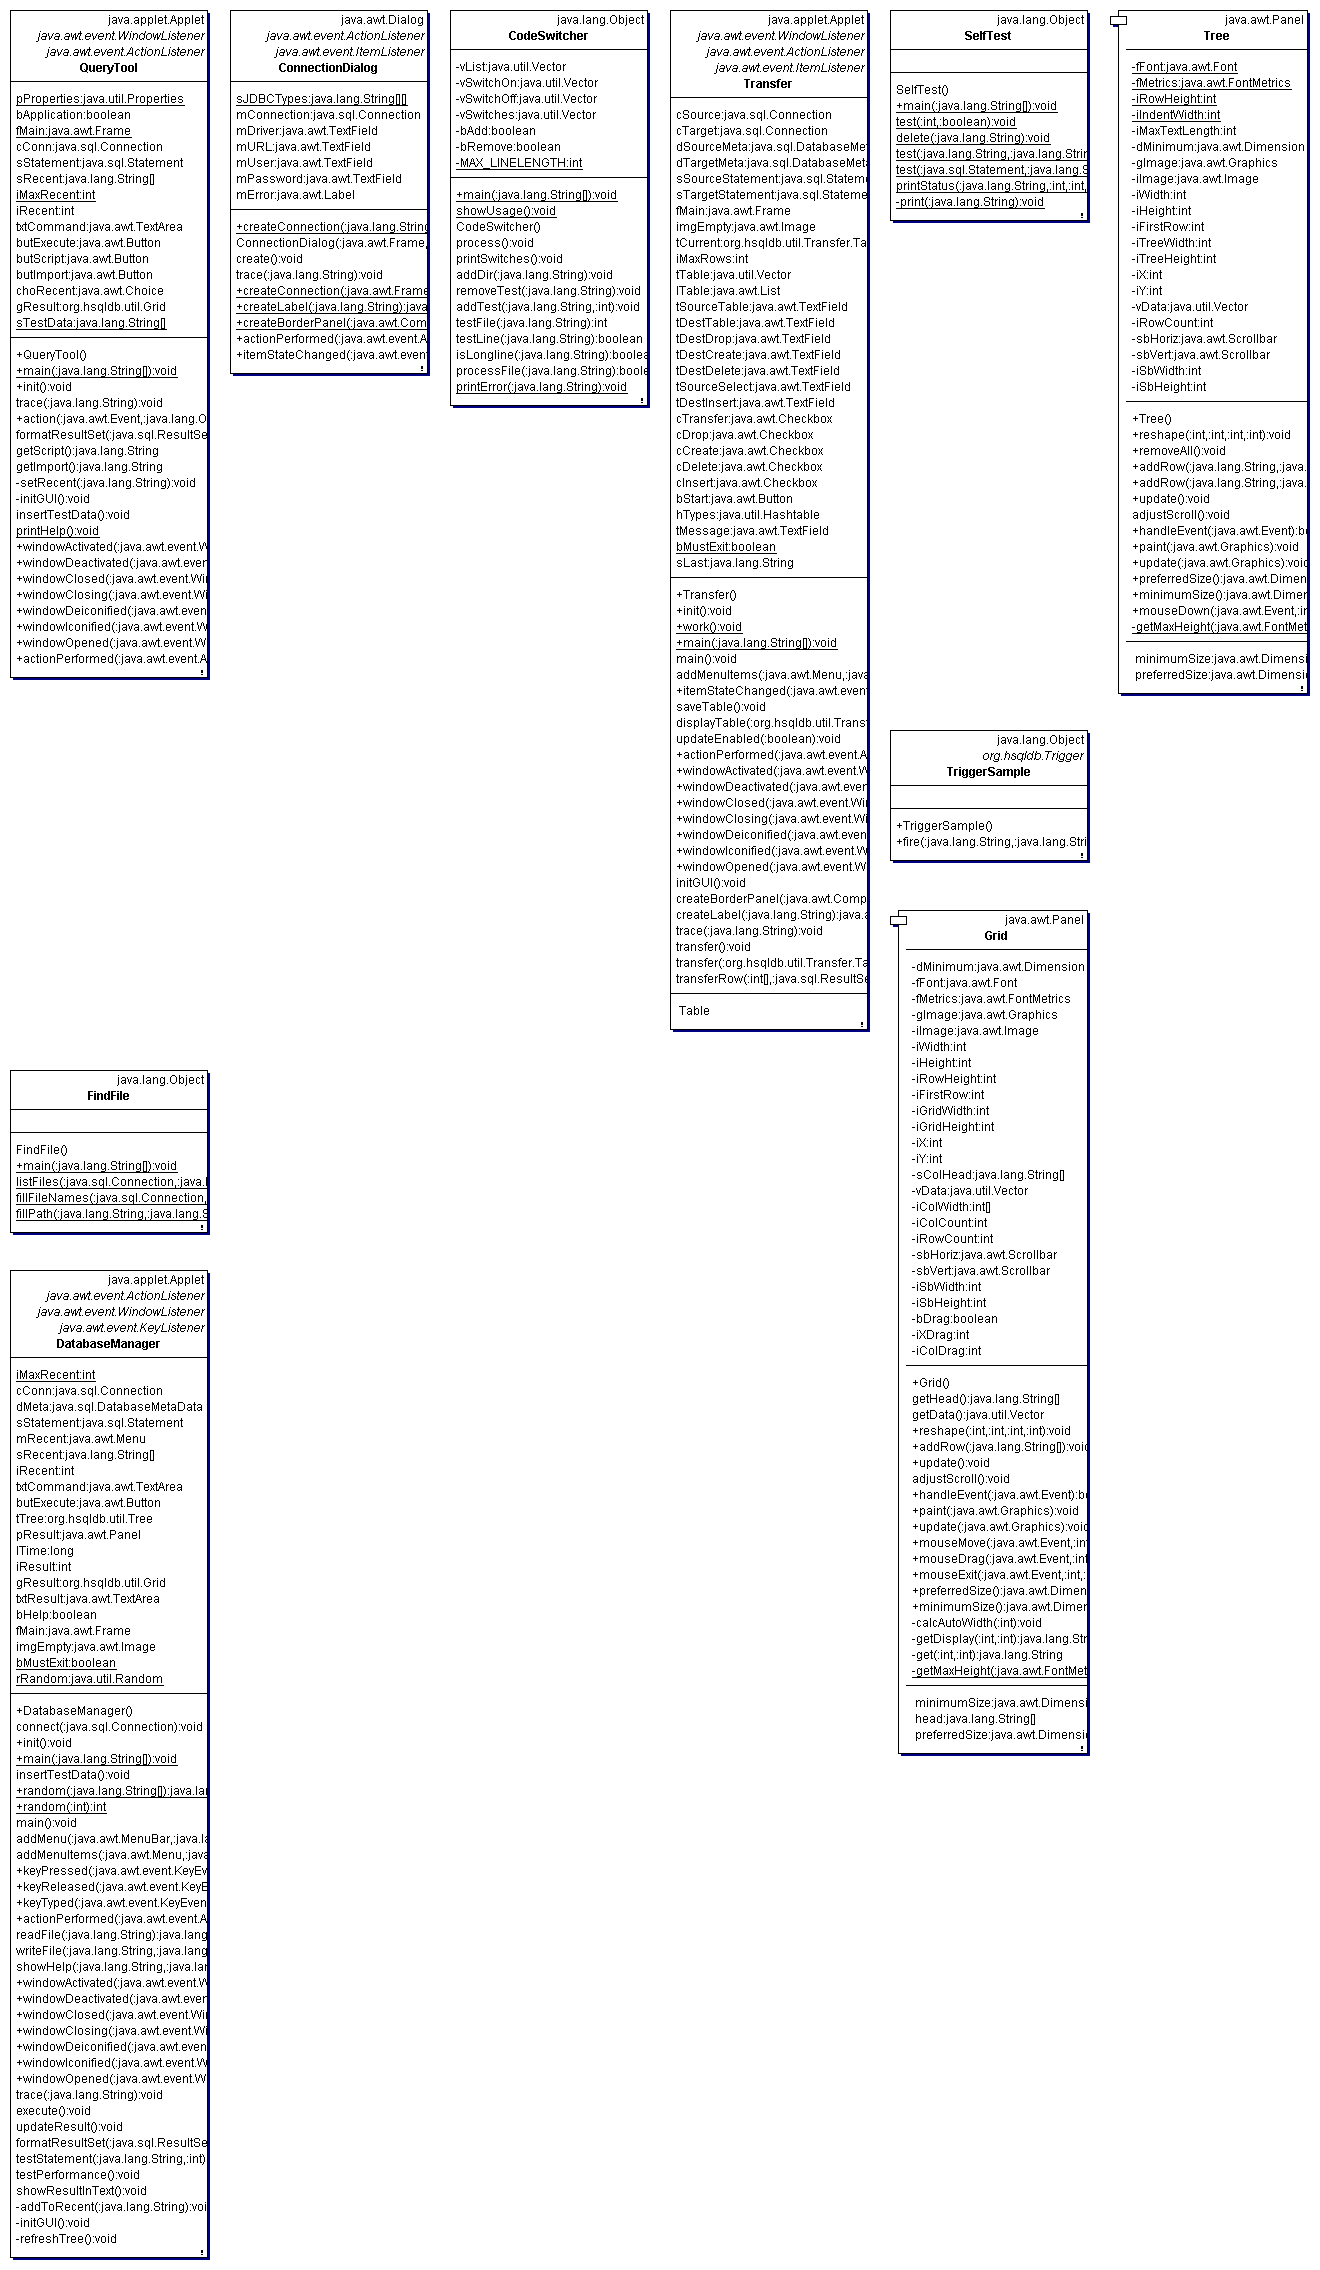 java.applet.Applet
java.awt.event.WindowListener
java.awt.event.ActionListener
QueryTool
pProperties:java.util.Properties
bApplication:boolean
fMain:java.awt.Frame
cConn:java.sql.Connection
sStatement:java.sql.Statement
sRecent:java.lang.String[]
iMaxRecent:int
iRecent:int
txtCommand:java.awt.TextArea
butExecute:java.awt.Button
butScript:java.awt.Button
butImport:java.awt.Button
choRecent:java.awt.Choice
gResult:org.hsqldb.util.Grid
sTestData:java.lang.String[]
+QueryTool()
+main(:java.lang.String[]):void
+init():void
trace(:java.lang.String):void
+action(:java.awt.Event,:java.lang.O
formatResultSet(:java.sql.ResultSe
getScript():java.lang.String
getImport():java.lang.String
-setRecent(:java.lang.String):void
-initGUI():void
insertTestData():void
printHelp():void
+windowActivated(:java.awt.event.W
+windowDeactivated(:java.awt.even
+windowClosed(:java.awt.event.Wi
+windowClosing(:java.awt.event.Wi
+windowDeiconified(:java.awt.even
+windowIconified(:java.awt.event.W
+windowOpened(:java.awt.event.W
+actionPerformed(:java.awt.event.A
java.awt.Dialog
java.awt.event.ActionListener
java.awt.event.ItemListener
ConnectionDialog
sJDBCTypes:java.lang.String[][]
mConnection:java.sql.Connection
mDriver:java.awt.TextField
mURL:java.awt.TextField
mUser:java.awt.TextField
mPassword:java.awt.TextField
mError:java.awt.Label
+createConnection(:java.lang.String
ConnectionDialog(:java.awt.Frame,
create():void
trace(:java.lang.String):void
+createConnection(:java.awt.Frame
+createLabel(:java.lang.String):java
+createBorderPanel(:java.awt.Com
+actionPerformed(:java.awt.event.A
+itemStateChanged(:java.awt.event
java.lang.Object
CodeSwitcher
-vList:java.util.Vector
-vSwitchOn:java.util.Vector
-vSwitchOff:java.util.Vector
-vSwitches:java.util.Vector
-bAdd:boolean
-bRemove:boolean
-MAX_LINELENGTH:int
+main(:java.lang.String[]):void
showUsage():void
CodeSwitcher()
process():void
printSwitches():void
addDir(:java.lang.String):void
removeTest(:java.lang.String):void
addTest(:java.lang.String,:int):void
testFile(:java.lang.String):int
testLine(:java.lang.String):boolean
isLongline(:java.lang.String):boolea
processFile(:java.lang.String):boole
printError(:java.lang.String):void
java.applet.Applet
java.awt.event.WindowListener
java.awt.event.ActionListener
java.awt.event.ItemListener
Transfer
cSource:java.sql.Connection
cTarget:java.sql.Connection
dSourceMeta:java.sql.DatabaseMet
dTargetMeta:java.sql.DatabaseMeta
sSourceStatement:java.sql.Stateme
sTargetStatement:java.sql.Stateme
fMain:java.awt.Frame
imgEmpty:java.awt.Image
tCurrent:org.hsqldb.util.Transfer.Ta
iMaxRows:int
tTable:java.util.Vector
lTable:java.awt.List
tSourceTable:java.awt.TextField
tDestTable:java.awt.TextField
tDestDrop:java.awt.TextField
tDestCreate:java.awt.TextField
tDestDelete:java.awt.TextField
tSourceSelect:java.awt.TextField
tDestInsert:java.awt.TextField
cTransfer:java.awt.Checkbox
cDrop:java.awt.Checkbox
cCreate:java.awt.Checkbox
cDelete:java.awt.Checkbox
cInsert:java.awt.Checkbox
bStart:java.awt.Button
hTypes:java.util.Hashtable
tMessage:java.awt.TextField
bMustExit:boolean
sLast:java.lang.String
+Transfer()
+init():void
+work():void
+main(:java.lang.String[]):void
main():void
addMenuItems(:java.awt.Menu,:java
+itemStateChanged(:java.awt.event
saveTable():void
displayTable(:org.hsqldb.util.Transf
updateEnabled(:boolean):void
+actionPerformed(:java.awt.event.A
+windowActivated(:java.awt.event.W
+windowDeactivated(:java.awt.even
+windowClosed(:java.awt.event.Wi
+windowClosing(:java.awt.event.Wi
+windowDeiconified(:java.awt.even
+windowIconified(:java.awt.event.W
+windowOpened(:java.awt.event.W
initGUI():void
createBorderPanel(:java.awt.Comp
createLabel(:java.lang.String):java.a
trace(:java.lang.String):void
transfer():void
transfer(:org.hsqldb.util.Transfer.Ta
transferRow(:int[],:java.sql.ResultSe
Table
java.lang.Object
SelfTest
SelfTest()
+main(:java.lang.String[]):void
test(:int,:boolean):void
delete(:java.lang.String):void
test(:java.lang.String,:java.lang.Strin
test(:java.sql.Statement,:java.lang.S
printStatus(:java.lang.String,:int:int,
-print(:java.lang.String):void
java.awt.Panel
Tree
-fFont:java.awt.Font
-fMetrics:java.awt.FontMetrics
-iRowHeight:int
-iIndentWidth:int
-iMaxTextLength:int
-dMinimum:java.awt.Dimension
-gImage:java.awt.Graphics
-iImage:java.awt.Image
-iWidth:int
-iHeight:int
-iFirstRow:int
-iTreeWidth:int
-iTreeHeight:int
-iX:int
-iY:int
-vData:java.util.Vector
-iRowCount:int
-sbHoriz:java.awt.Scrollbar
-sbVert:java.awt.Scrollbar
-iSbWidth:int
-iSbHeight:int
+Tree()
+reshape(:int,:int,:int,:int):void
+removeAll():void
+addRow(:java.lang.String,:java.
+addRow(:java.lang.String,:java.
+update():void
adjustScroll():void
+handleEvent(:java.awt.Event):bo
+paint(:java.awt.Graphics):void
+update(:java.awt.Graphics):void
+preferredSize():java.awt.Dimen
+minimumSize():java.awt.Dimer
+mouseDown(:java.awt.Event,:in
-getMaxHeight(:java.awt.FontMet
minimumSize:java.awt.Dimensi
preferredSize:java.awt.Dimensi
java.lang.Object
org.hsqldb.Trigger
TriggerSample
+TriggerSample()
+fire(:java.lang.String,:java.lang.Stri
java.awt.Panel
Grid
-dMinimum:java.awt.Dimension
-fFont:java.awt.Font
-fMetrics:java.awt.FontMetrics
-gImage:java.awt.Graphics
-iImage:java.awt.Image
-iWidth:int
-iHeight:int
-iRowHeight:int
-iFirstRow:int
-iGridWidth:int
-iGridHeight:int
-iX:int
-iY:int
-sColHead:java.lang.String[]
-vData:java.util.Vector
-iColWidth:int[]
-iColCount:int
-iRowCount:int
-sbHoriz:java.awt.Scrollbar
-sbVert:java.awt.Scrollbar
-iSbWidth:int
-iSbHeight:int
-bDrag:boolean
-iXDrag:int
-iColDrag:int
+Grid()
getHead():java.lang.String[]
getData():java.util.Vector
+reshape(:int,:int,:int,:int):void
+addRow(:java.lang.String[]):void
+update():void
adjustScroll():void
+handleEvent(:java.awt.Event):bo
+paint(:java.awt.Graphics):void
+update(:java.awt.Graphics):void
+mouseMove(:java.awt.Event,:int
+mouseDrag(:java.awt.Event,:int
+mouseExit(:java.awt.Event,:int,:
+preferredSize():java.awt.Dimen
+minimumSize():java.awt.Dimer
-calcAutoWidth(:int):void
-getDisplay(:int,:int):java.lang.Str
-get(:int,:int):java.lang.String
-getMaxHeight(:java.awt.FontMet
minimumSize:java.awt.Dimensi
head:java.lang.String[]
preferredSize:java.awt.Dimensi
java.lang.Object
FindFile
FindFile()
+main(:java.lang.String[]):void
listFiles(:java.sql.Connection,:java.l
fillFileNames(:java.sql.Connection,
fillPath(:java.lang.String,:java.lang.S
java.applet.Applet
java.awt.event.ActionListener
java.awt.event.WindowListener
java.awt.event.KeyListener
DatabaseManager
iMaxRecent:int
cConn:java.sql.Connection
dMeta:java.sql.DatabaseMetaData
sStatement:java.sql.Statement
mRecent:java.awt.Menu
sRecent:java.lang.String[]
iRecent:int
txtCommand:java.awt.TextArea
butExecute:java.awt.Button
tTree:org.hsqldb.util.Tree
pResult:java.awt.Panel
lTime:long
iResult:int
gResult:org.hsqldb.util.Grid
txtResult:java.awt.TextArea
bHelp:boolean
fMain:java.awt.Frame
imgEmpty:java.awt.Image
bMustExit:boolean
rRandom:java.util.Random
+DatabaseManager()
connect(:java.sql.Connection):void
+init():void
+main(:java.lang.String[]):void
insertTestData():void
+random(:java.lang.String[]):java.lan
+random(:int):int
main():void
addMenu(:java.awt.MenuBar,:java.la
addMenuItems(:java.awt.Menu,:java
+keyPressed(:java.awt.event.KeyEv
+keyReleased(:java.awt.event.KeyE
+keyTyped(:java.awt.event.KeyEven
+actionPerformed(:java.awt.event.A
readFile(:java.lang.String):java.lang
writeFile(:java.lang.String,:java.lang
showHelp(:java.lang.String,:java.lan
+windowActivated(:java.awt.event.W
+windowDeactivated(:java.awt.even
+windowClosed(:java.awt.event.Wi
+windowClosing(:java.awt.event.Wi
+windowDeiconified(:java.awt.even
+windowIconified(:java.awt.event.W
+windowOpened(:java.awt.event.W
trace(:java.lang.String):void
execute():void
updateResult():void
formatResultSet(:java.sql.ResultSe
testStatement(:java.lang.String,:int)
testPerformance():void
showResultInText():void
-addToRecent(:java.lang.String):voi
-initGUI():void
-refreshTree():void